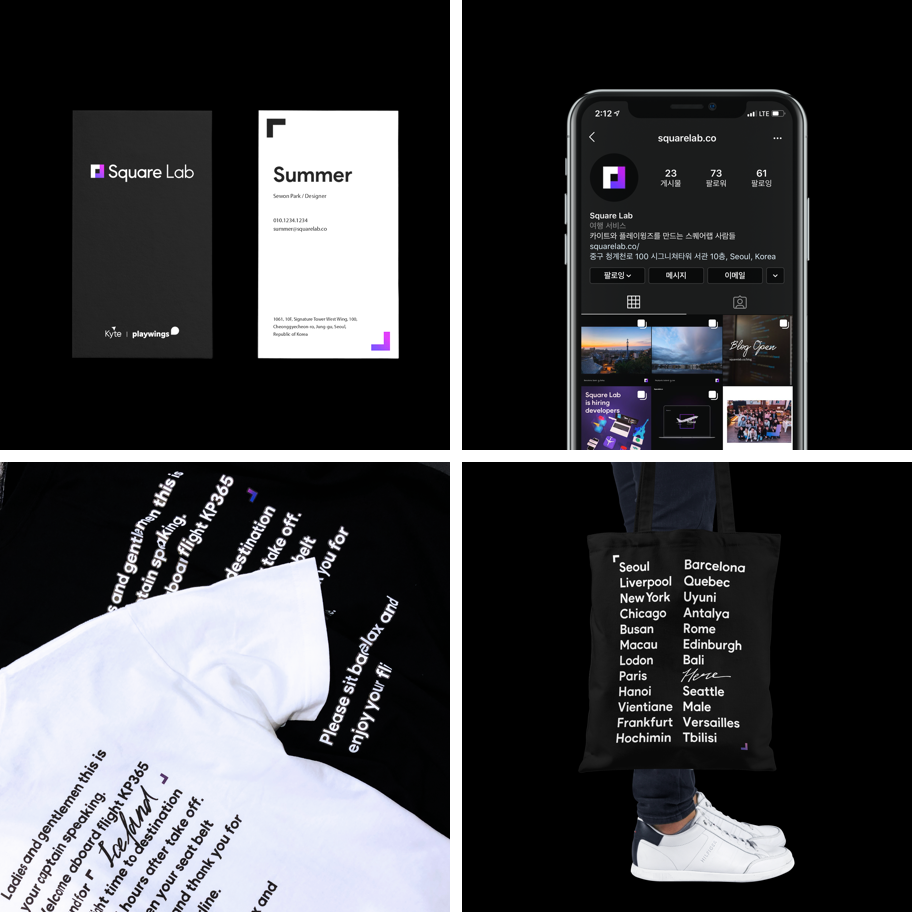 Square Lab
Kyte | playwings
Summer
Sewon Park / Designer
010.1234.1234
summer@squarelab.co
1061, 10F, Signature Tower West Wing, 100,
Cheonggyecheon-ro, Jung-gu, Seoul,
Republic of Korea
2:12
LTE
squarelab.co
23
게시물
73
팔로워
61
팔로잉
Square Lab
여행 서비스
카이트와 플레이윙즈를 만드는 스퀘어랩 사람들
squarelab.co/
중구 청계천로 100 시그니쳐타워 서관 10층, Seoul, Korea
팔로잉
메시지
이메일
Blog Open
Square Lab
is hiring
developers
s and gentlemen this is
tain speaking.
aboard flight KP365
destination
take off.
belt
you for
Please sit back relax and
enjoy your fli
Ladies and gentlemen this is
your captain speaking.
Welcome aboard flight KP365
and for Iceland
ht time to destination
hours after take off.
en your seat belt
and thank you for
rline.
x and
Seoul
Liverpool
New York
Chicago
Busan
Macau
Lodon
Paris
Hanoi
Vientiane
Frankfurt
Hochimin
Barcelona
Quebec
Uyuni
Antalya
Rome
Edinburgh
Bali
Here
Seattle
Male
Versailles
Tbilisi